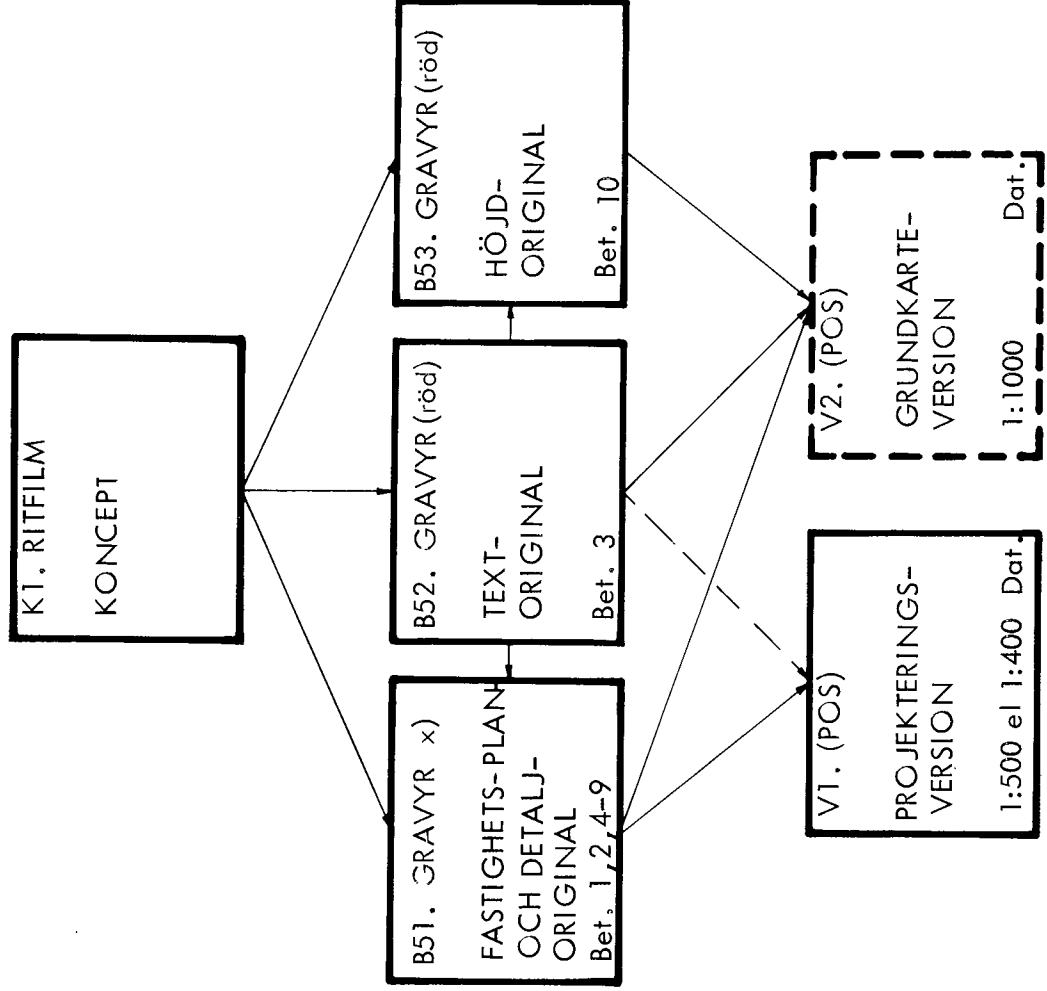 K1. RITFILM
KONCEPT
B51. GRAVYR x)
FASTIGHETS-PLAN
OCH DETALJ-
ORIGINAL
Bet. 1,2,4-9
B52. GRAVYR (röd)
TEXT-
ORIGINAL
Bet. 3
B53. GRAVYR (röd)
HÖJD-
ORIGINAL
Bet. 10
V1. (POS)
PROJEKTERINGS-
VERSION
1:500 el 1:400 Dat.
V2. (POS)
GRUNDKARTE-
VERSION
1:1000 Dat.